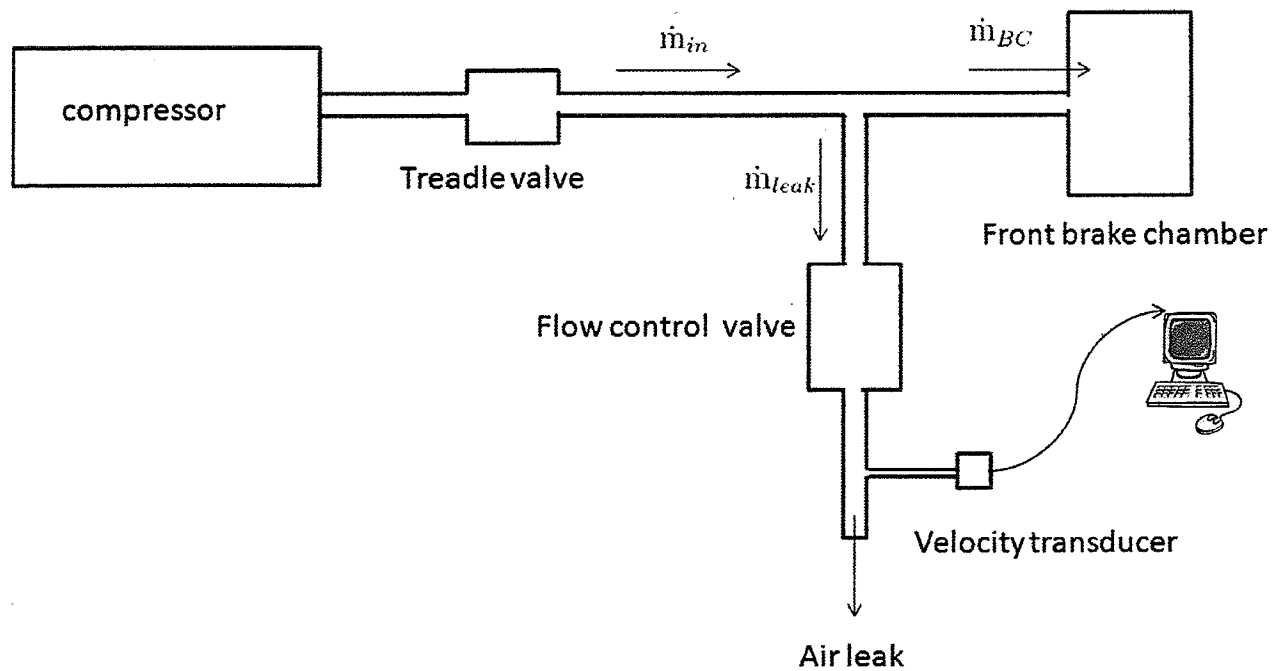 ṁ_in
ṁ_BC
compressor
Treadle valve
ṁ_leak
Front brake chamber
Flow control valve
Velocity transducer
Air leak